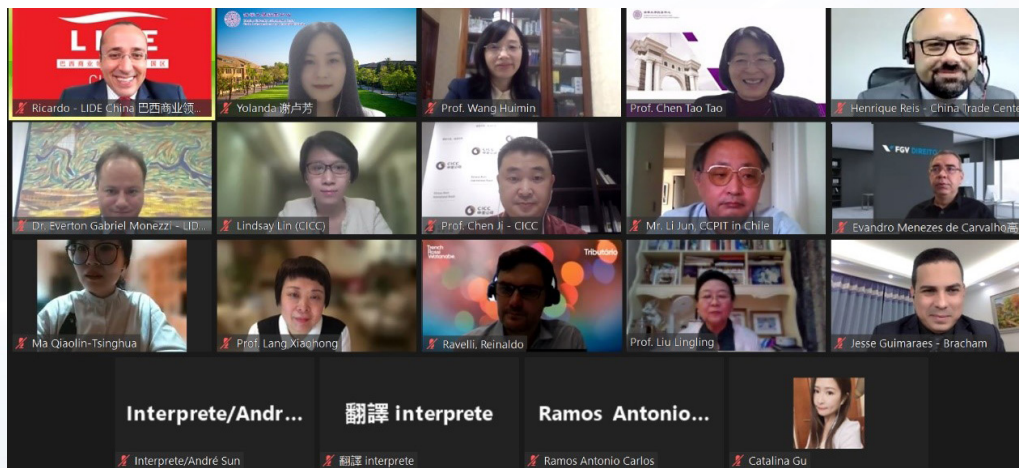 LIDE
巴西商业
Ricardo - LIDE China 巴西商业领...
Yolanda 谢卢芳
Prof. Wang Huimin
Prof. Chen Tao Tao
Henrique Reis - China Trade Cente
Dr. Everton Gabriel Monezzi - LID...
Lindsay Lin (CICC)
CICC
中金公司
Prof. Chen Ji - CICC
Mr. Li Jun, CCPIT in Chile
FGV DIREITO
Evandro Menezes de Carvalho高
Ma Qiaolin-Tsinghua
Prof. Lang Xiaohong
Trench
Rossi
Watanabe
Tributário
Ravelli, Reinaldo
Prof. Liu Lingling
Jesse Guimaraes - Bracham
Interprete/Andr...
翻譯 interprete
Ramos Antonio...
Interprete/André Sun
翻譯 interprete
Ramos Antonio Carlos
Catalina Gu